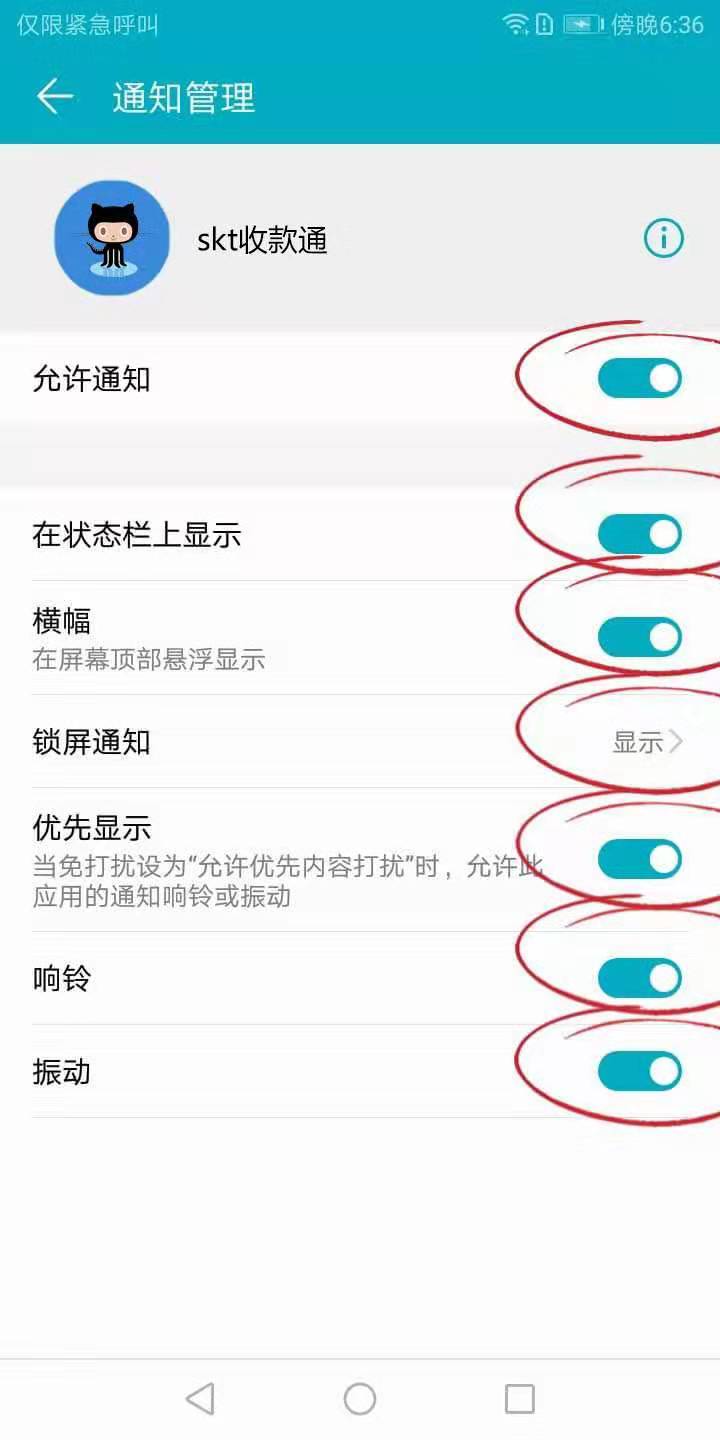 仅限紧急呼叫
傍晚6:36
通知管理
skt收款通
允许通知
在状态栏上显示
横幅
在屏幕顶部悬浮显示
锁屏通知
显示
优先显示
当免打扰设为“允许优先内容打扰”时，允许此
应用的通知响铃或振动
响铃
振动